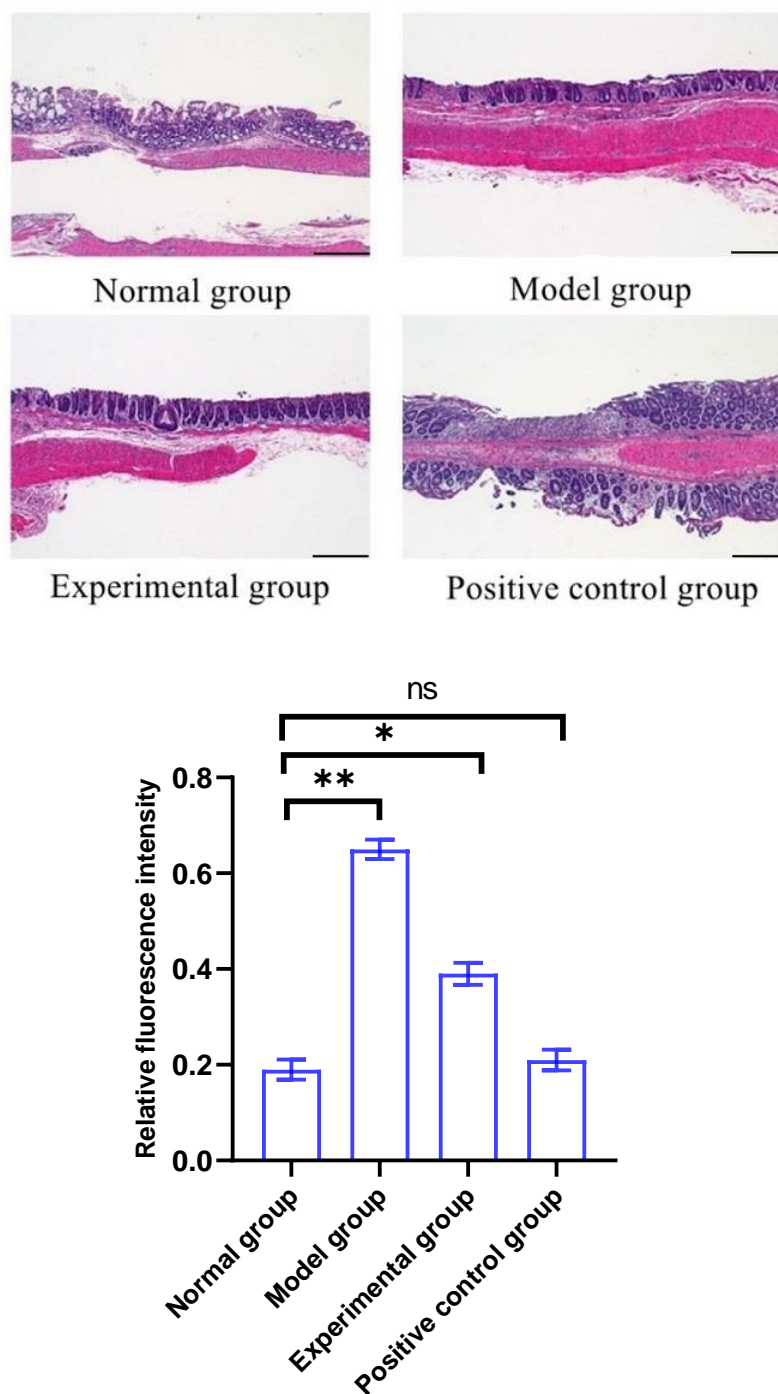 Normal group
Model group
Experimental group
Positive control group
ns
*
**
Relative fluorescence intensity
0.8
0.6
0.4
0.2
0.0
Normal group
Model group
Experimental group
Positive control group